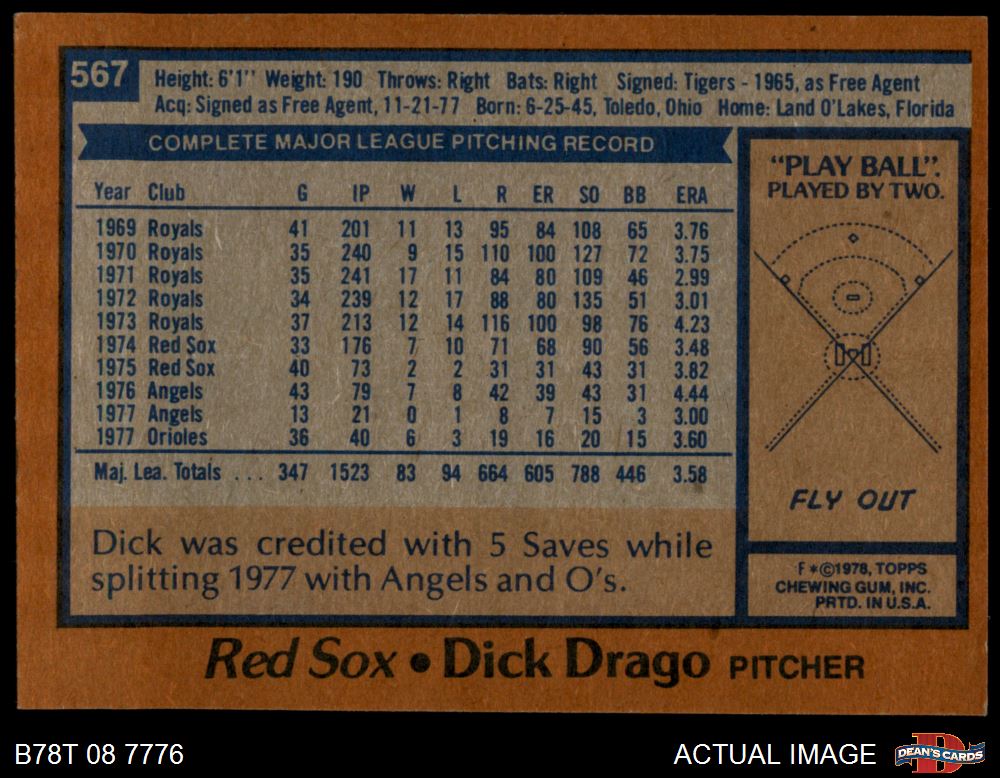 567
Height: 6'1" Weight: 190 Throws: Right Bats: Right Signed: Tigers - 1965, as Free Agent
Acq: Signed as Free Agent, 11-21-77 Born: 6-25-45, Toledo, Ohio Home: Land O'Lakes, Florida
COMPLETE MAJOR LEAGUE PITCHING RECORD
Year Club G IP W L R ER SO BB ERA
1969 Royals 41 201 11 13 95 84 108 65 3.76
1970 Royals 35 240 9 15 110 100 127 72 3.75
1971 Royals 35 241 17 11 84 80 109 46 2.99
1972 Royals 34 239 12 17 88 80 135 51 3.01
1973 Royals 37 213 12 14 116 100 98 76 4.23
1974 Red Sox 33 176 7 10 71 68 90 56 3.48
1975 Red Sox 40 73 2 2 31 31 43 31 3.82
1976 Angels 43 79 7 8 42 39 43 31 4.44
1977 Angels 13 21 0 1 8 7 15 3 3.00
1977 Orioles 36 40 6 3 19 16 20 15 3.60
Maj. Lea. Totals ... 347 1523 83 94 664 605 788 446 3.58
Dick was credited with 5 Saves while
splitting 1977 with Angels and O's.
"PLAY BALL".
PLAYED BY TWO.
FLY OUT
F*©1978, TOPPS
CHEWING GUM, INC.
PRTD. IN U.S.A.
Red Sox • Dick Drago PITCHER
B78T 08 7776
ACTUAL IMAGE
D
DEAN'S CARDS